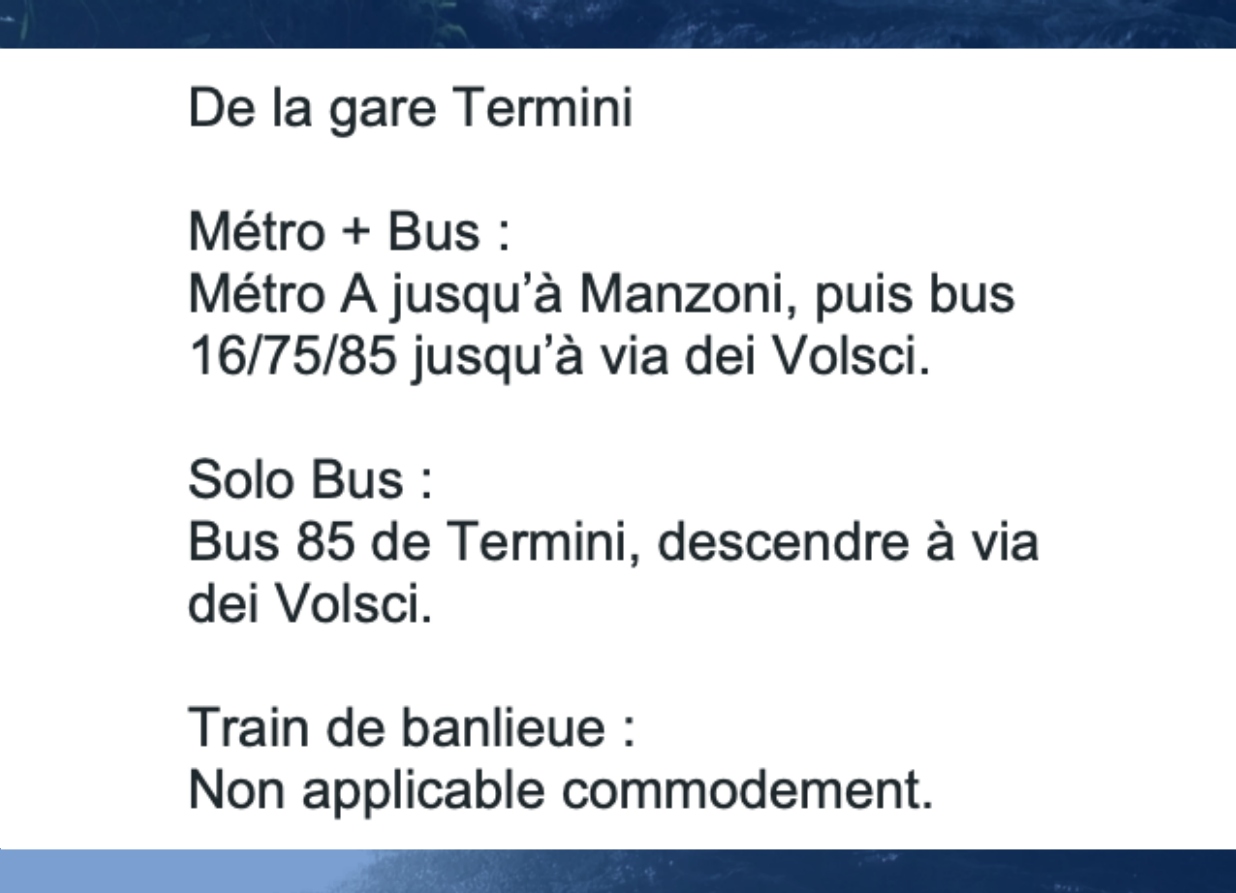 De la gare Termini
Métro + Bus :
Métro A jusqu’à Manzoni, puis bus
16/75/85 jusqu’à via dei Volsci.
Solo Bus :
Bus 85 de Termini, descendre à via
dei Volsci.
Train de banlieue :
Non applicable commodement.